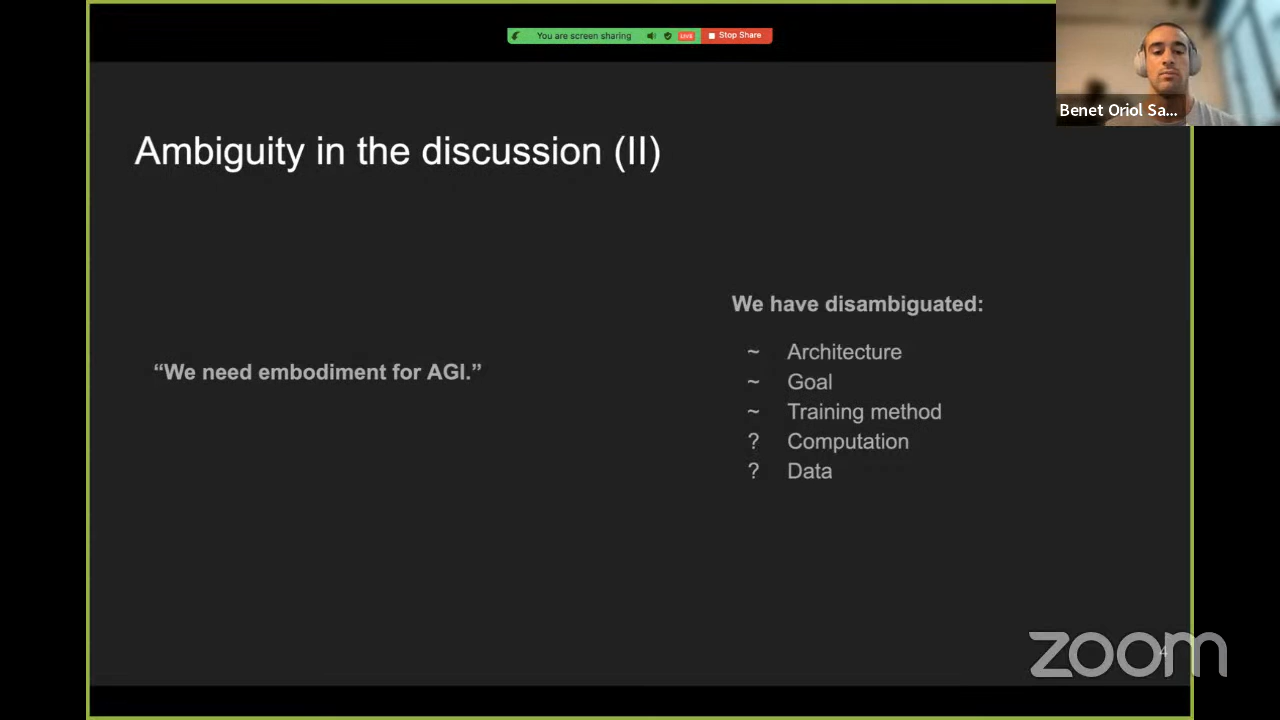 You are screen sharing
LIVE
Stop Share
Benet Oriol Sa...
Ambiguity in the discussion (II)
“We need embodiment for AGI.”
We have disambiguated:
~ Architecture
~ Goal
~ Training method
? Computation
? Data
zoom
4